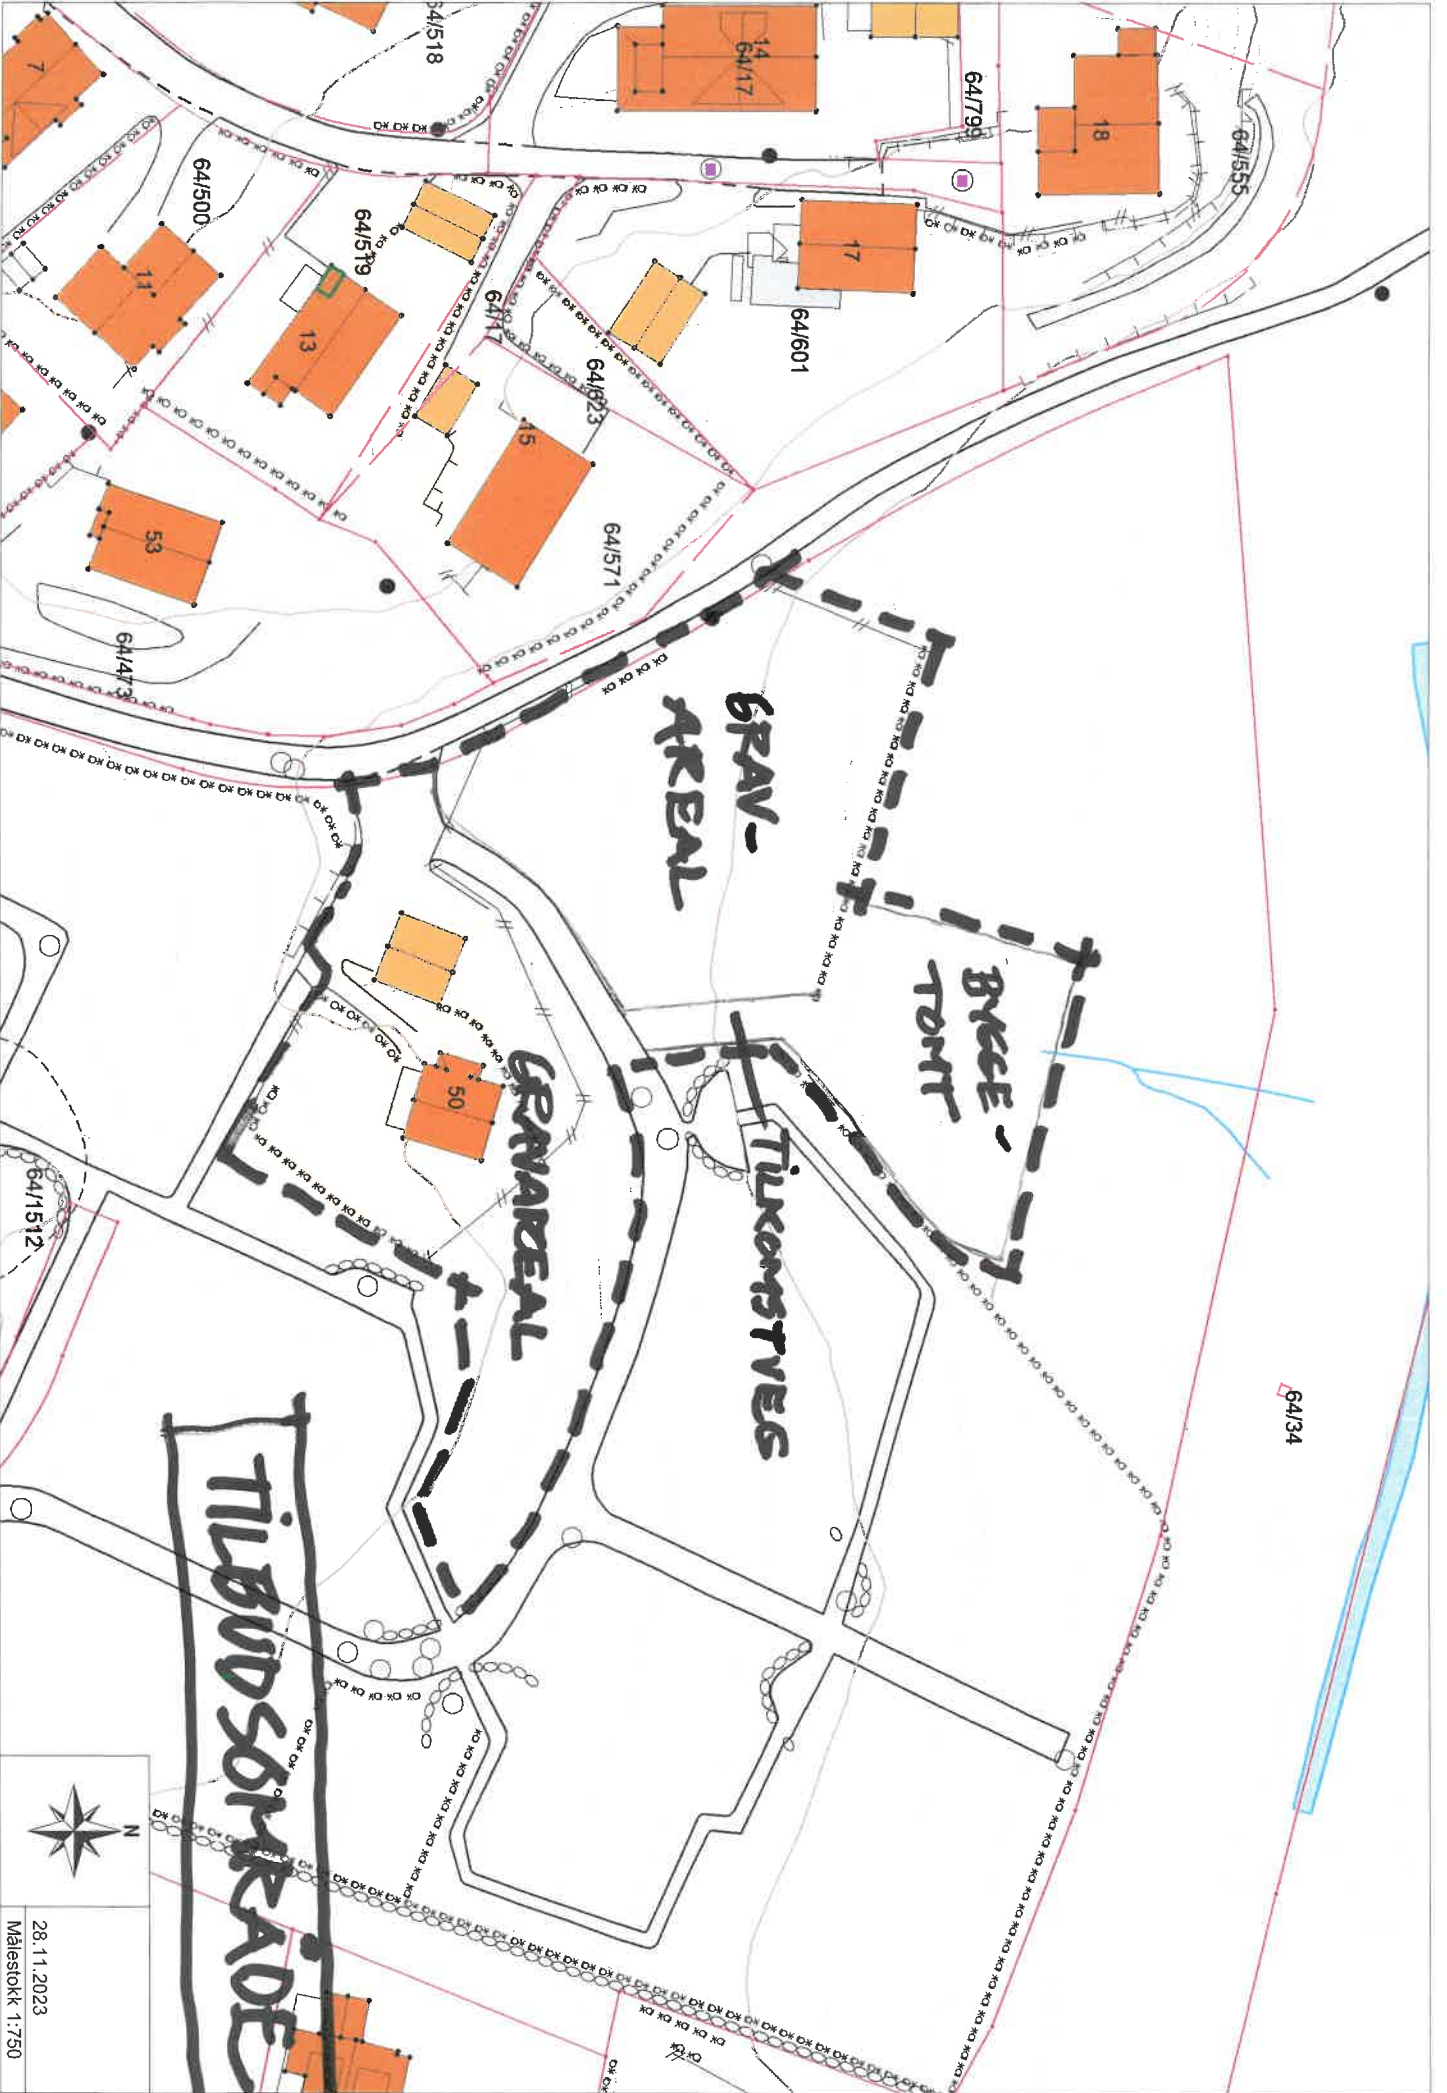 64/34
64/555
18
64/799
14
64/17
64/518
7
17
64/601
64/500
64/519
64/17
64/623
11
13
15
64/571
53
64/473
GRAV-
AREAL
BYGGE-
TOMT
TILKOMSTVEG
GRAVAREAL
50
64/1512
TILBUDSOMRÅDE
N
28.11.2023
Målestokk 1:750